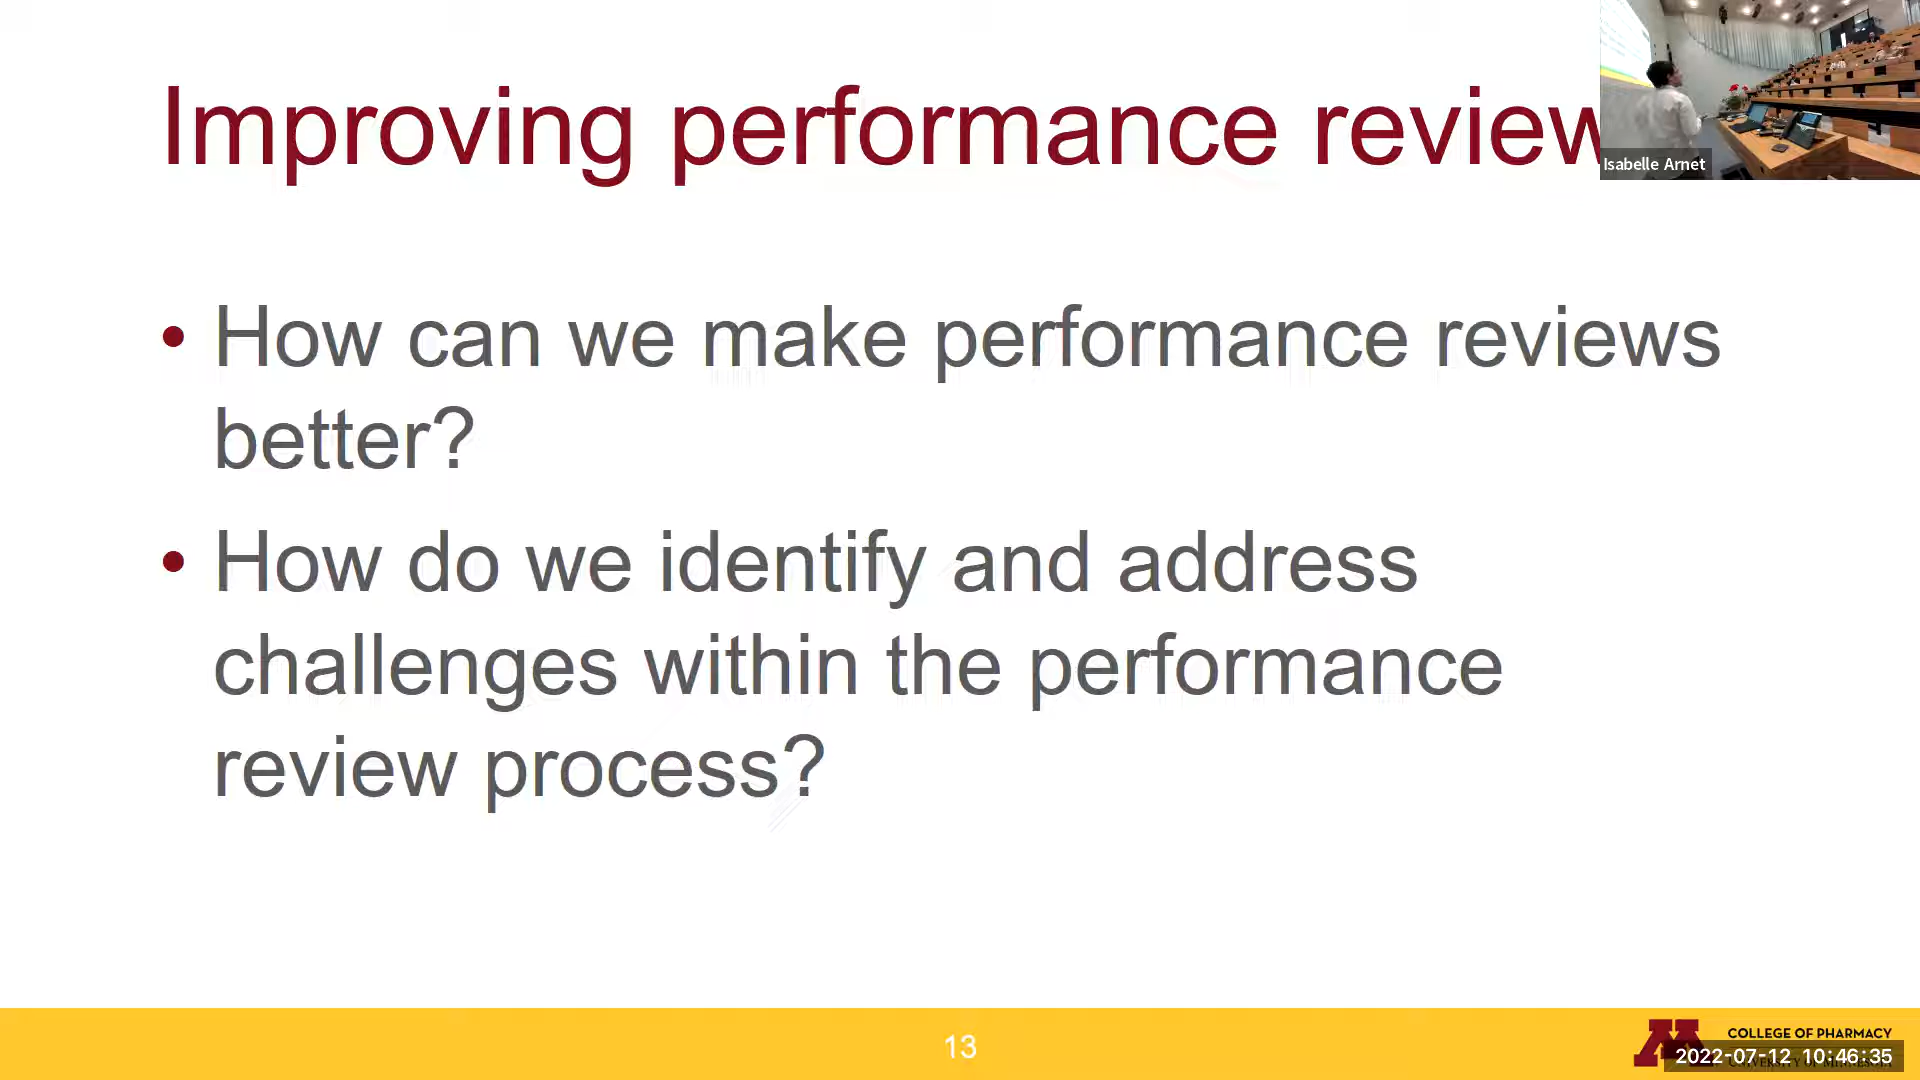 Improving performance review
Isabelle Arnet
• How can we make performance reviews
better?
• How do we identify and address
challenges within the performance
review process?
13
COLLEGE OF PHARMACY
2022-07-12 10:46:35